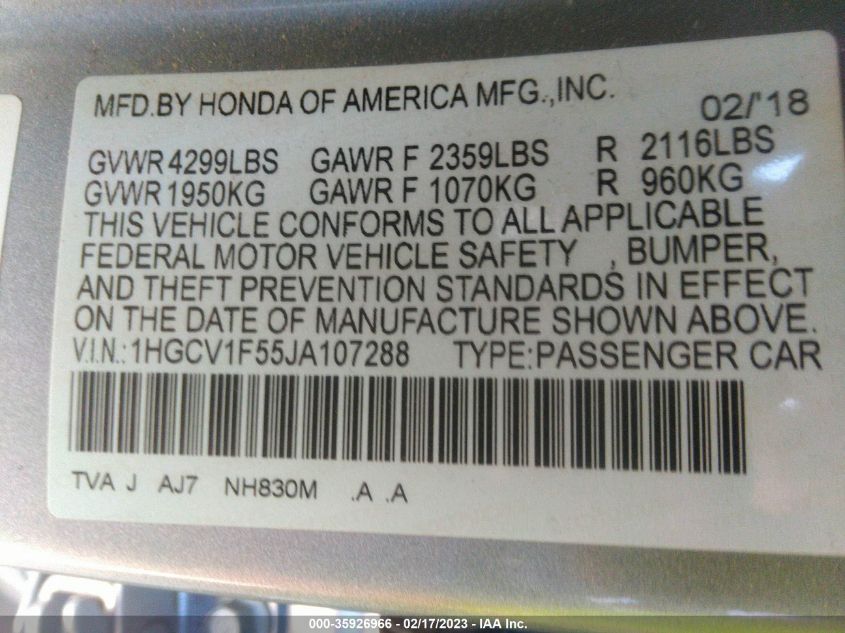 MFD.BY HONDA OF AMERICA MFG.,INC. 02/'18
GVWR 4299LBS GAWR F 2359LBS R 2116LBS
GVWR 1950KG GAWR F 1070KG R 960KG
THIS VEHICLE CONFORMS TO ALL APPLICABLE
FEDERAL MOTOR VEHICLE SAFETY , BUMPER,
AND THEFT PREVENTION STANDARDS IN EFFECT
ON THE DATE OF MANUFACTURE SHOWN ABOVE.
V.I.N.:1HGCV1F55JA107288 TYPE:PASSENGER CAR
TVA J AJ7 NH830M .A .A
000-35926966 - 02/17/2023 - IAA Inc.